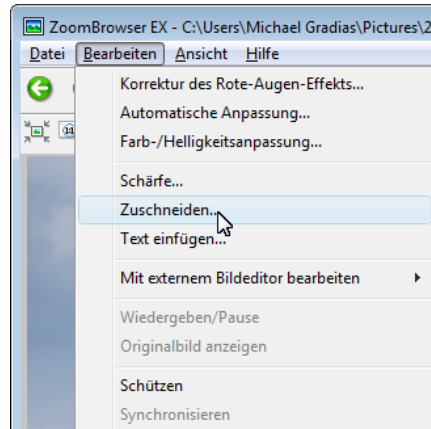 ZoomBrowser EX - C:\Users\Michael Gradias\Pictures\2
Datei Bearbeiten Ansicht Hilfe
Korrektur des Rote-Augen-Effekts...
Automatische Anpassung...
Farb-/Helligkeitsanpassung...
Schärfe...
Zuschneiden...
Text einfügen...
Mit externem Bildeditor bearbeiten
Wiedergeben/Pause
Originalbild anzeigen
Schützen
Synchronisieren